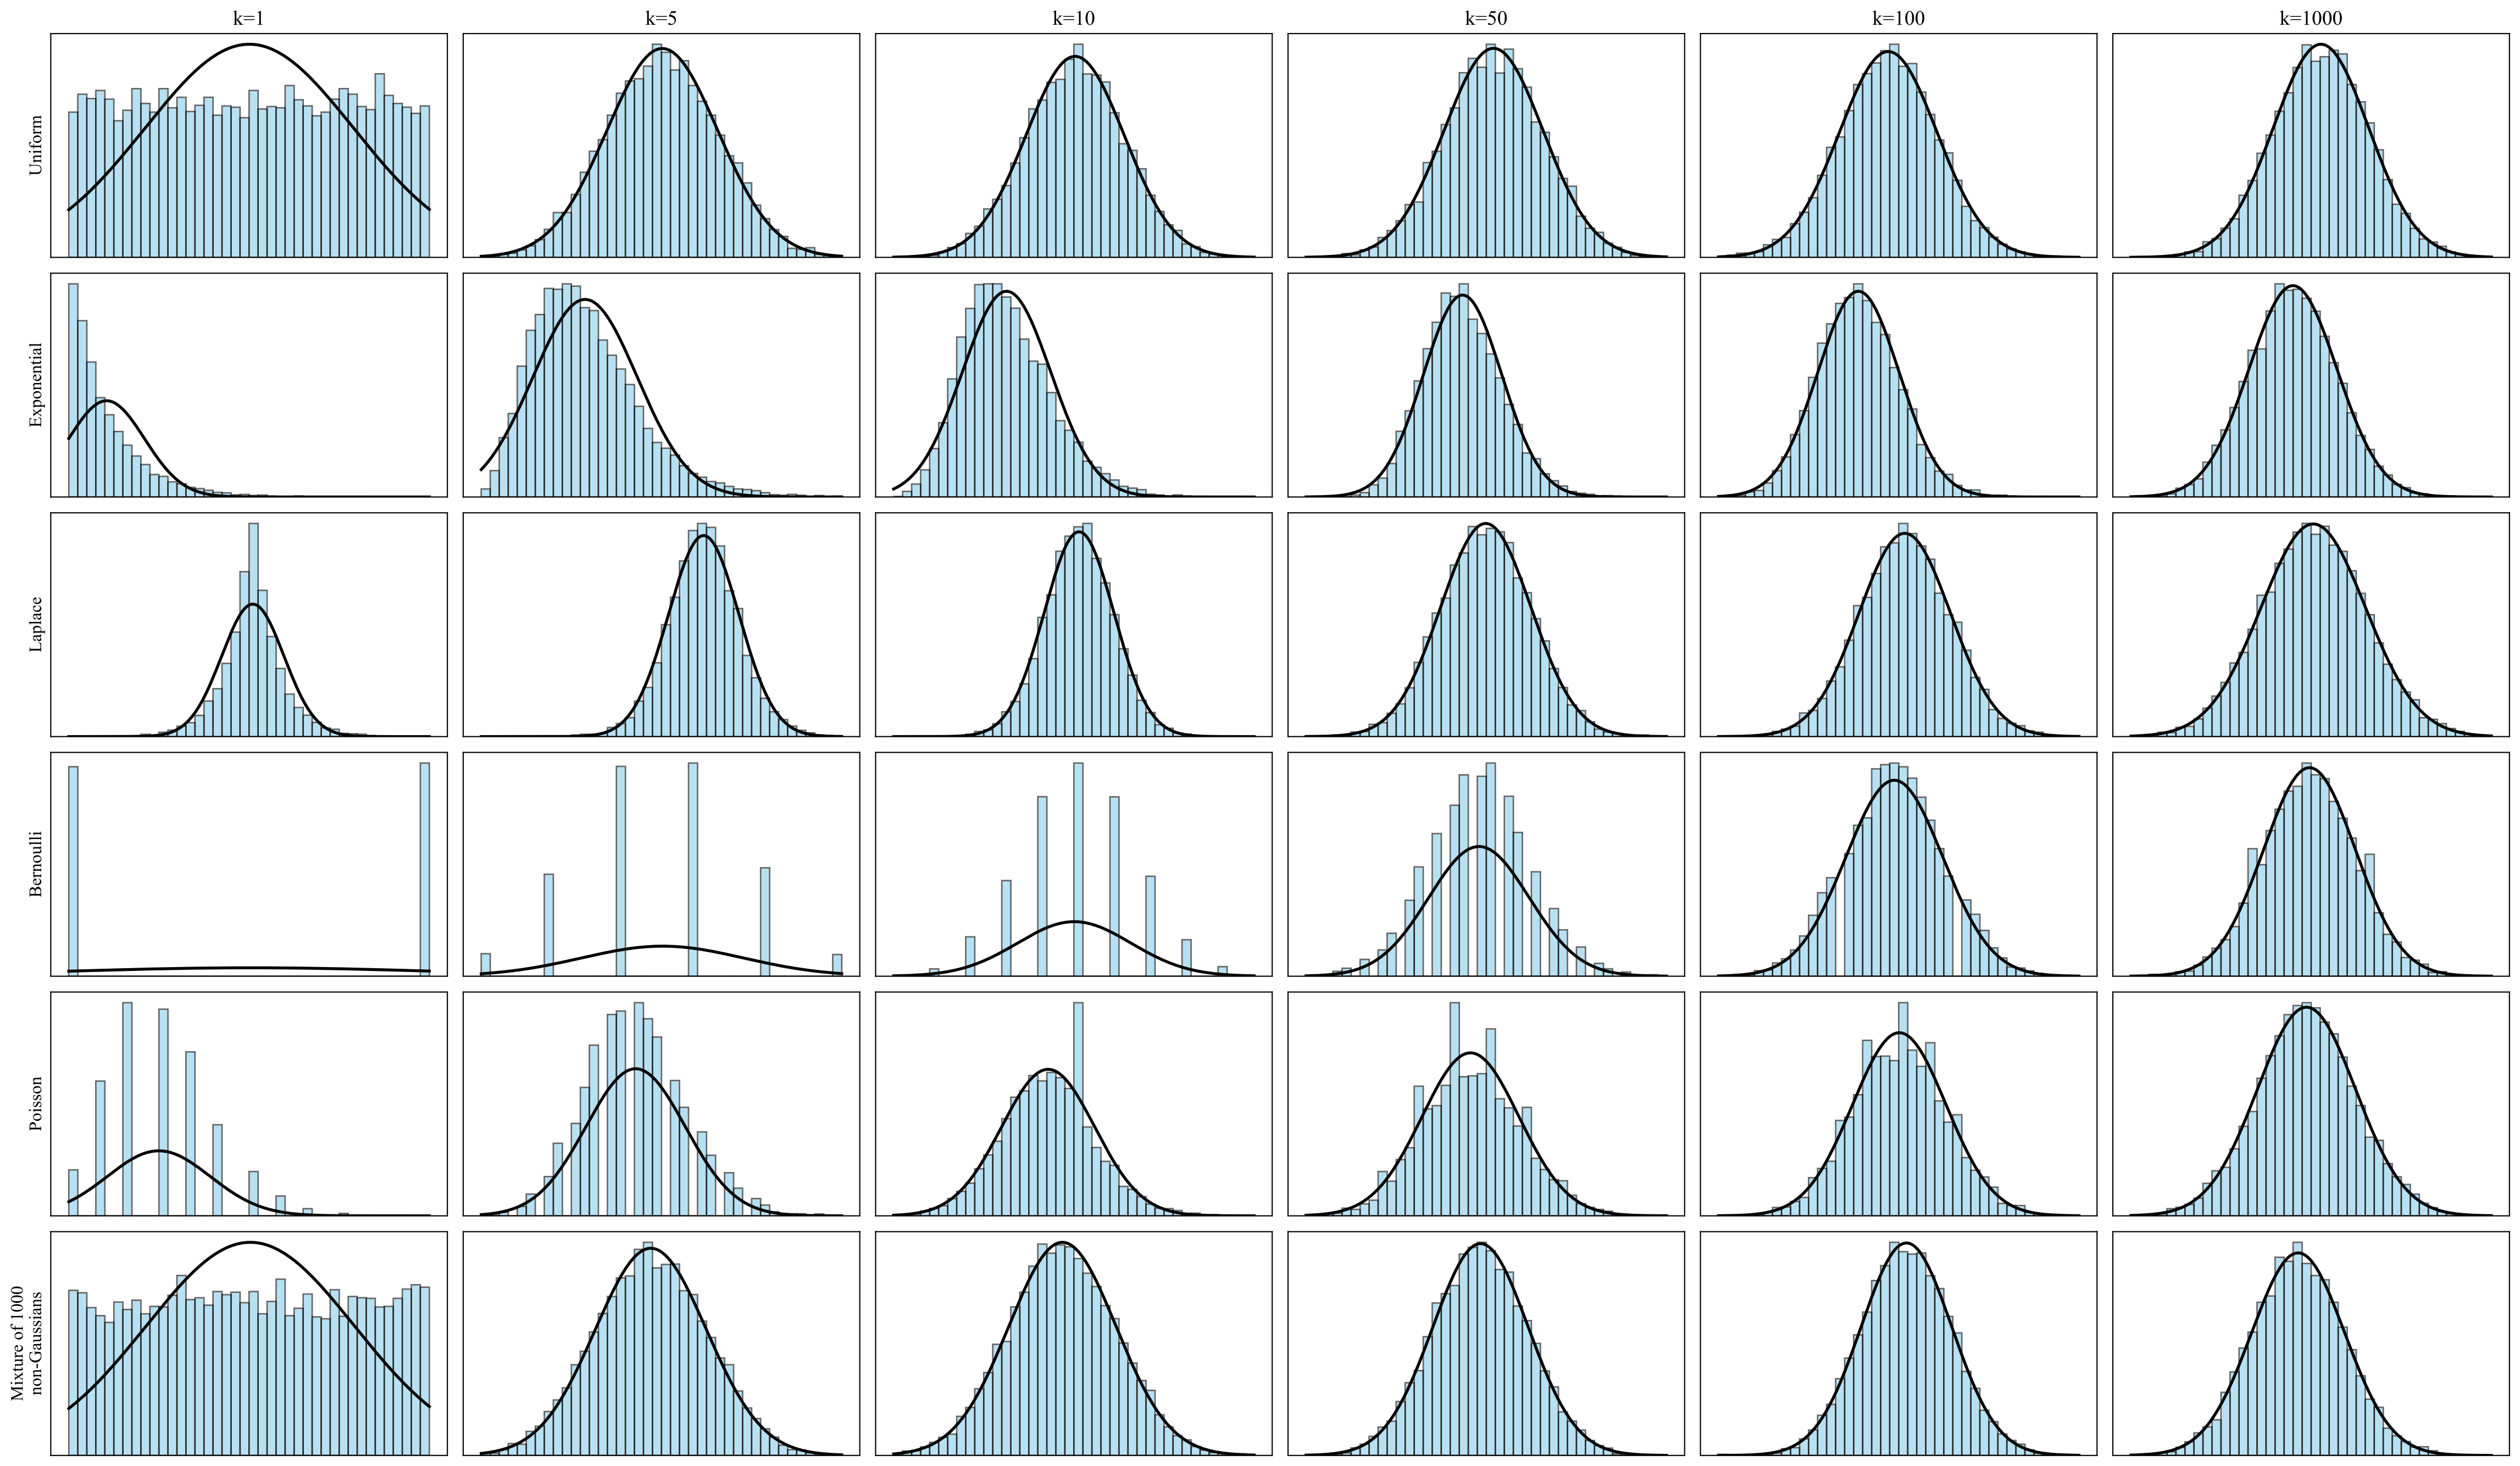 k=1
k=5
k=10
k=50
k=100
k=1000
Uniform
Exponential
Laplace
Bernoulli
Poisson
Mixture of 1000
non-Gaussians